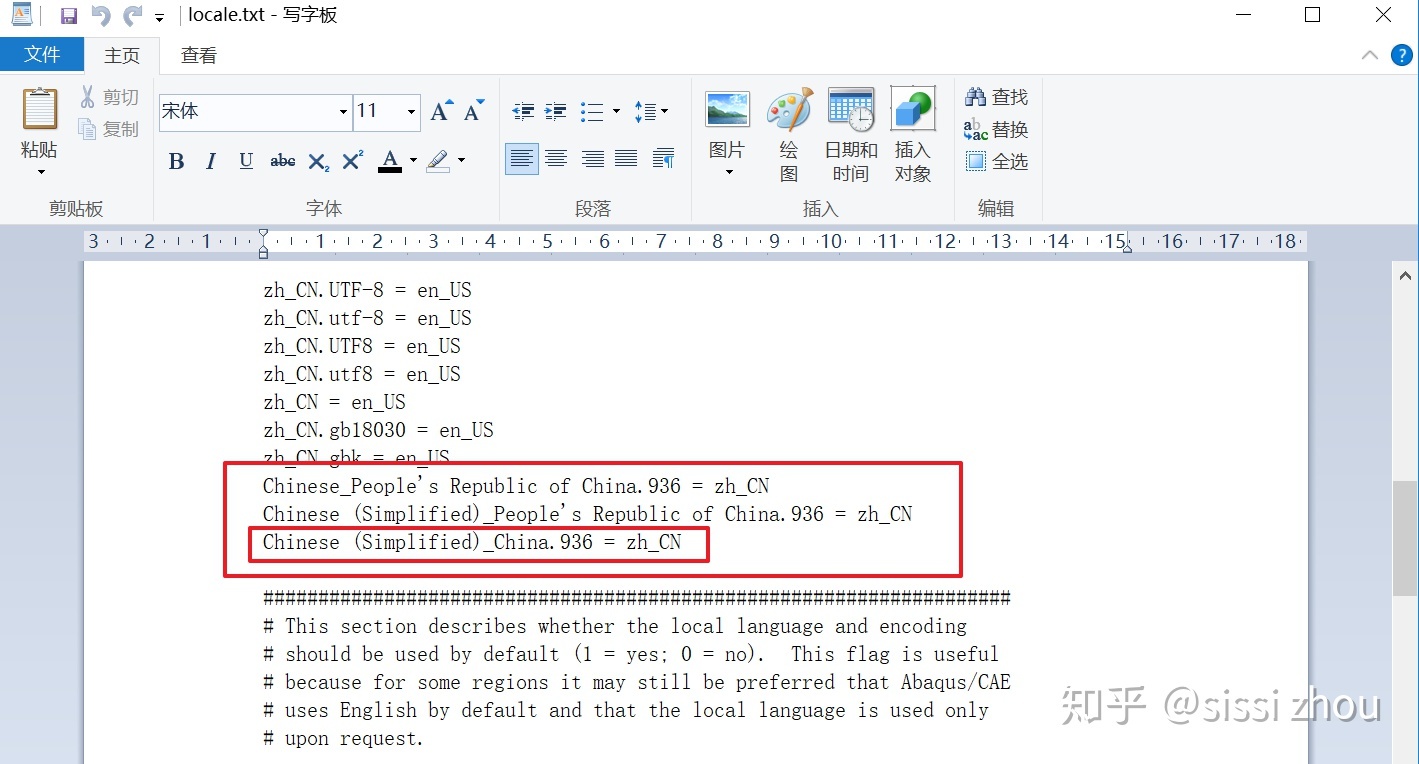 locale.txt - 写字板
文件 主页 查看
宋体 11
剪切
复制
粘贴
B I U abc X₂ X² A
图片
绘图
日期和时间
插入对象
查找
替换
全选
剪贴板 字体 段落 插入 编辑
3 2 1 1 2 3 4 5 6 7 8 9 10 11 12 13 14 15 16 17 18
zh_CN.UTF-8 = en_US
zh_CN.utf-8 = en_US
zh_CN.UTF8 = en_US
zh_CN.utf8 = en_US
zh_CN = en_US
zh_CN.gb18030 = en_US
zh_CN.gbk = en_US
Chinese_People's Republic of China.936 = zh_CN
Chinese (Simplified)_People's Republic of China.936 = zh_CN
Chinese (Simplified)_China.936 = zh_CN
####################################################################
# This section describes whether the local language and encoding
# should be used by default (1 = yes; 0 = no).  This flag is useful
# because for some regions it may still be preferred that Abaqus/CAE
# uses English by default and that the local language is used only
# upon request.
知乎 @sissi zhou